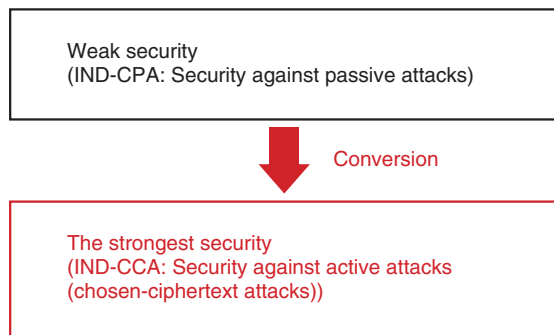 Weak security
(IND-CPA: Security against passive attacks)
Conversion
The strongest security
(IND-CCA: Security against active attacks
(chosen-ciphertext attacks))